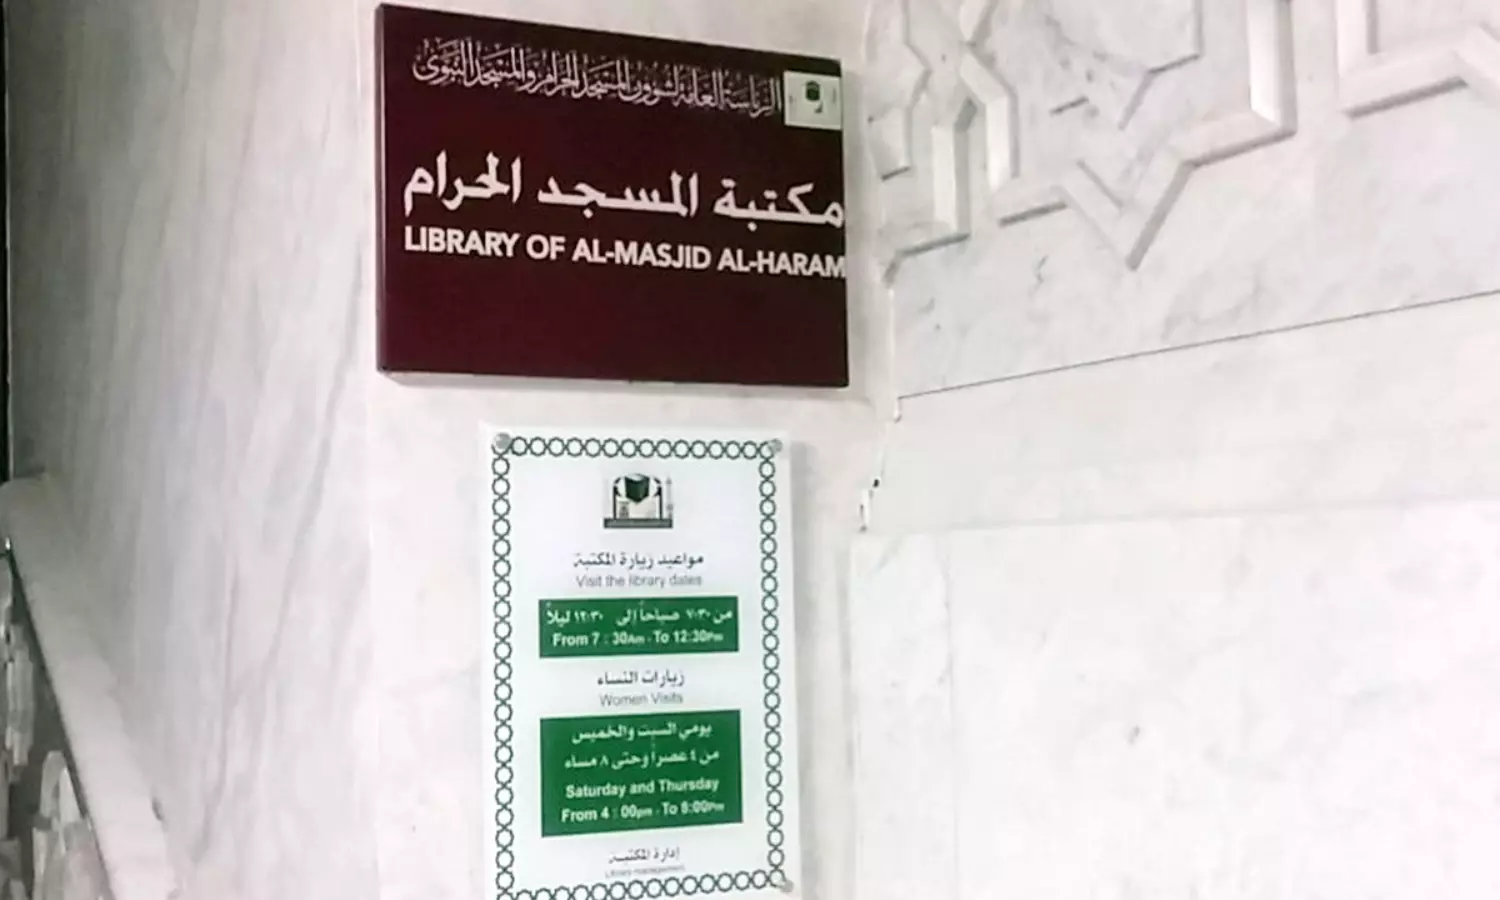 الرئاسة العامة لشؤون المسجد الحرام والمسجد النبوي
مكتبة المسجد الحرام
LIBRARY OF AL-MASJID AL-HARAM
مواعيد زيارة المكتبة
Visit the library dates
من ٧:٣٠ صباحاً إلى ١٢:٣٠ ليلاً
From 7 : 30Am - To 12:30Pm
زيارات النساء
Women Visits
يومي السبت والخميس
من ٤ عصراً وحتى ٨ مساء
Saturday and Thursday
From 4 : 00pm - To 8:00Pm
إدارة المكتبة
Library management